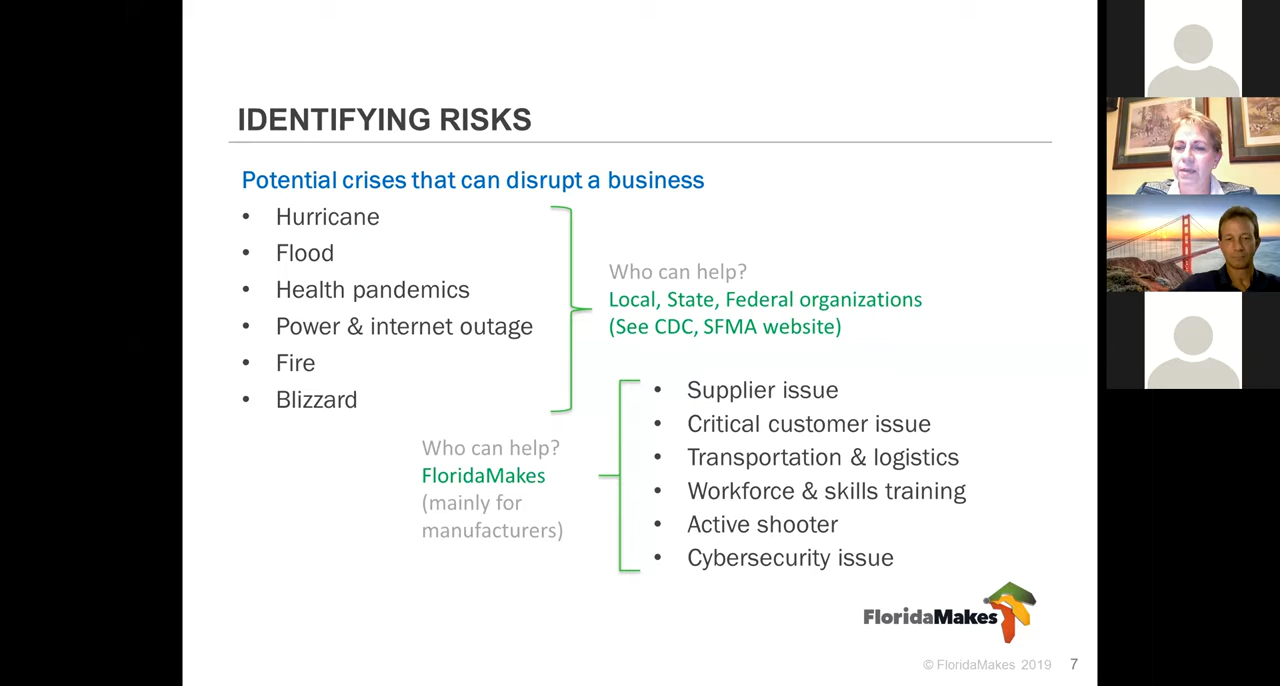 IDENTIFYING RISKS
Potential crises that can disrupt a business
• Hurricane
• Flood
• Health pandemics
• Power & internet outage
• Fire
• Blizzard
Who can help?
Local, State, Federal organizations
(See CDC, SFMA website)
Who can help?
FloridaMakes
(mainly for
manufacturers)
• Supplier issue
• Critical customer issue
• Transportation & logistics
• Workforce & skills training
• Active shooter
• Cybersecurity issue
FloridaMakes
© FloridaMakes 2019 7